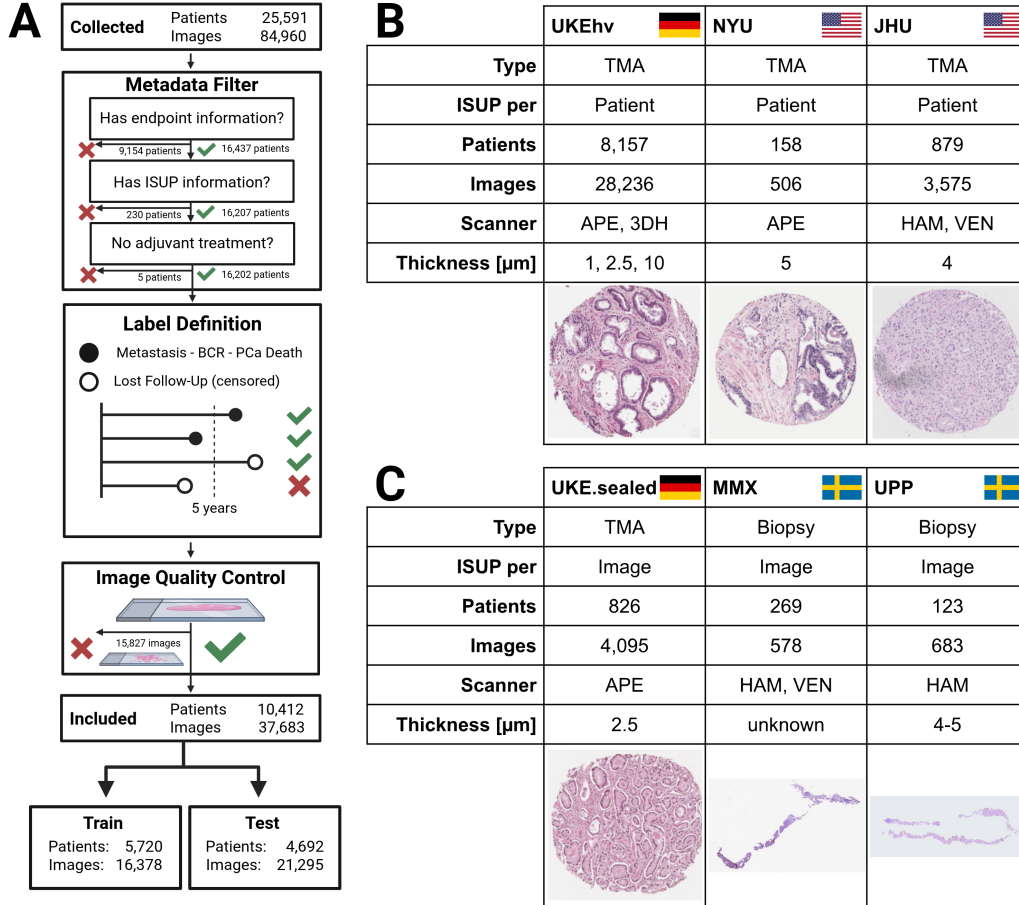 A
Collected Patients 25,591
Images 84,960
Metadata Filter
Has endpoint information?
9,154 patients 16,437 patients
Has ISUP information?
230 patients 16,207 patients
No adjuvant treatment?
5 patients 16,202 patients
Label Definition
Metastasis - BCR - PCa Death
Lost Follow-Up (censored)
5 years
Image Quality Control
15,827 images
Included Patients 10,412
Images 37,683
Train
Patients: 5,720
Images: 16,378
Test
Patients: 4,692
Images: 21,295
B
UKEhv NYU JHU
Type TMA TMA TMA
ISUP per Patient Patient Patient
Patients 8,157 158 879
Images 28,236 506 3,575
Scanner APE, 3DH APE HAM, VEN
Thickness [µm] 1, 2.5, 10 5 4
C
UKE.sealed MMX UPP
Type TMA Biopsy Biopsy
ISUP per Image Image Image
Patients 826 269 123
Images 4,095 578 683
Scanner APE HAM, VEN HAM
Thickness [µm] 2.5 unknown 4-5